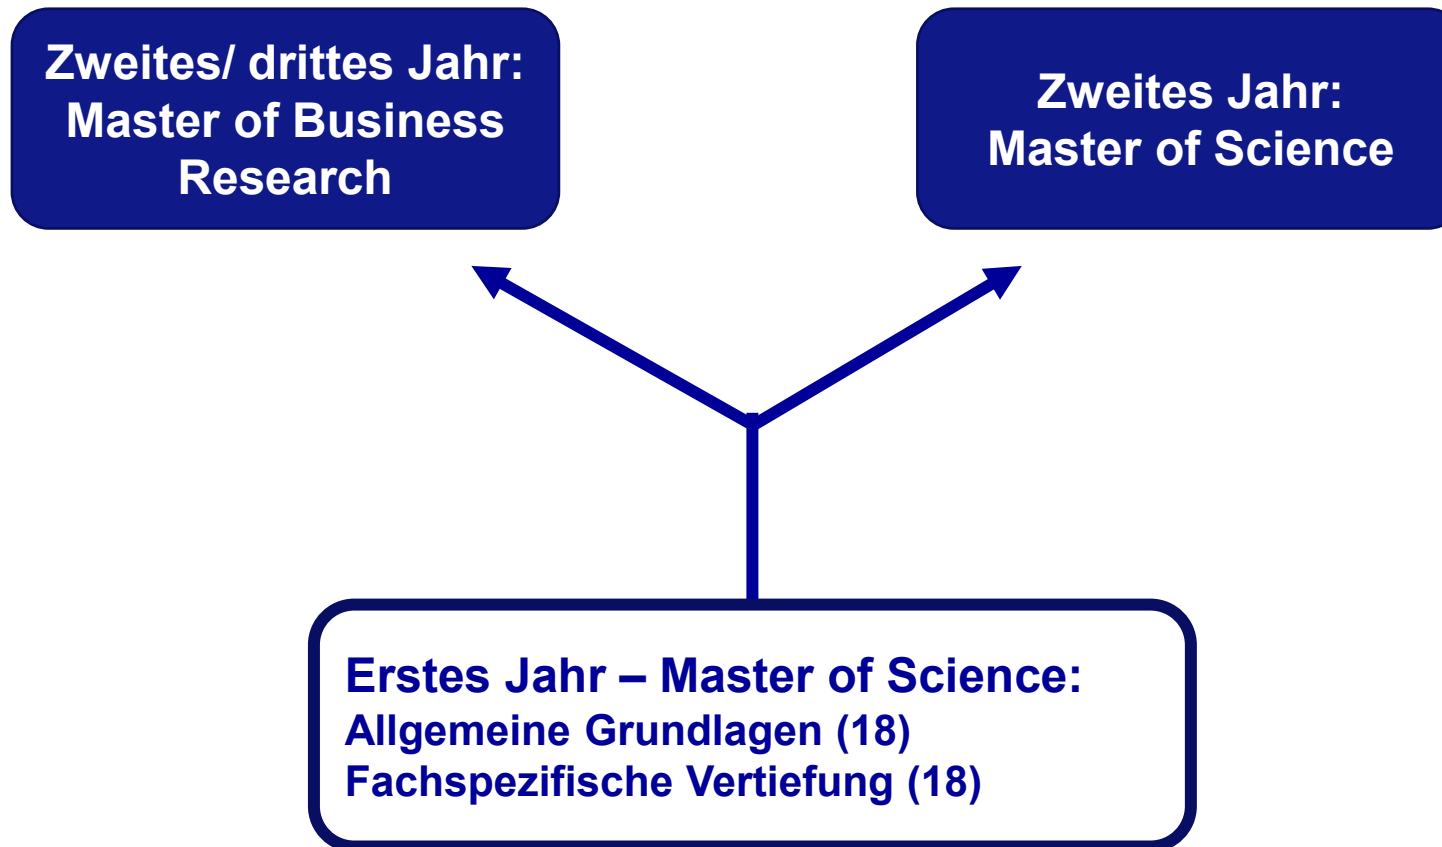 Zweites/ drittes Jahr:
Master of Business
Research
Zweites Jahr:
Master of Science
Erstes Jahr – Master of Science:
Allgemeine Grundlagen (18)
Fachspezifische Vertiefung (18)